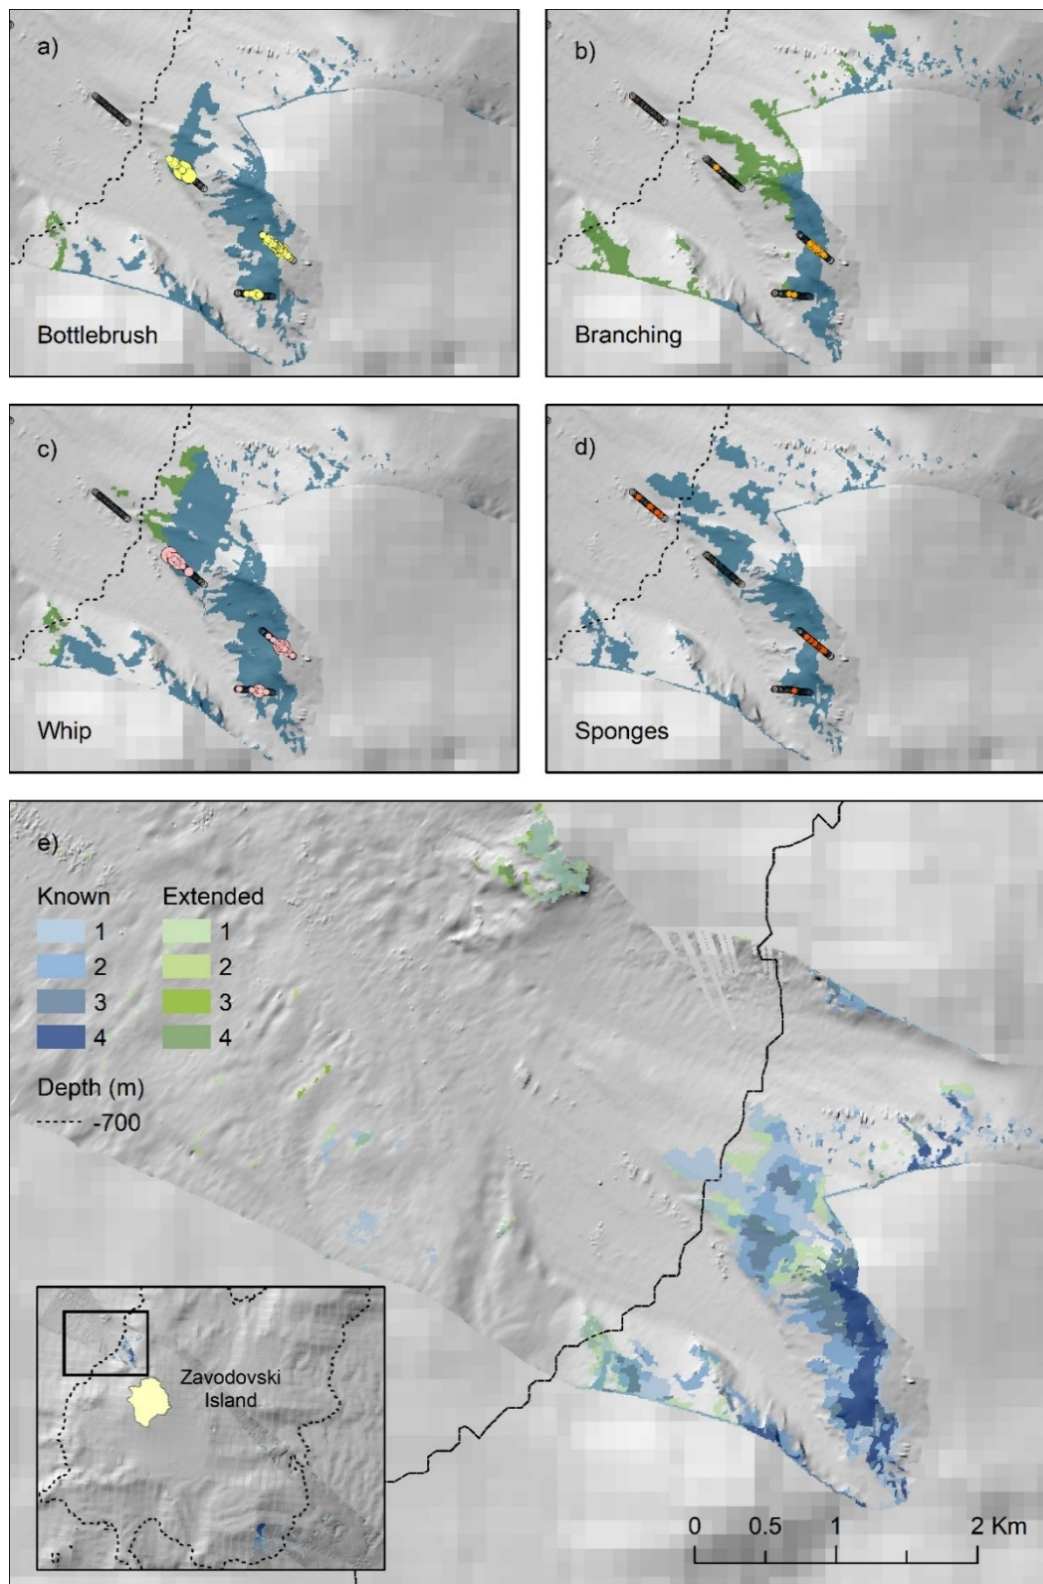 a)
Bottlebrush
b)
Branching
c)
Whip
d)
Sponges
e)
Known Extended
1 1
2 2
3 3
4 4
Depth (m)
-700
Zavodovski
Island
0 0.5 1 2 Km